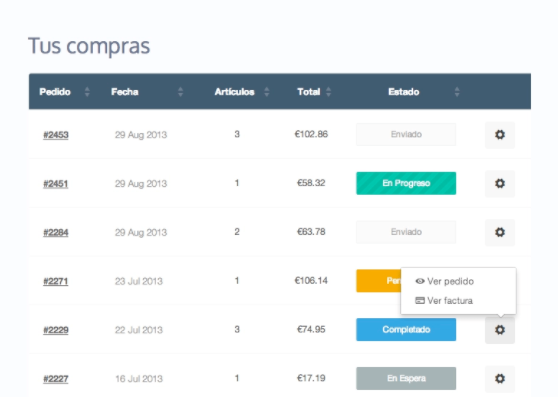 Tus compras
Pedido Fecha Artículos Total Estado
#2453 29 Aug 2013 3 €102.86 Enviado
#2451 29 Aug 2013 1 €58.32 En Progreso
#2284 29 Aug 2013 2 €63.78 Enviado
#2271 23 Jul 2013 1 €106.14
Ver pedido
Ver factura
#2229 22 Jul 2013 3 €74.95 Completado
#2227 16 Jul 2013 1 €17.19 En Espera